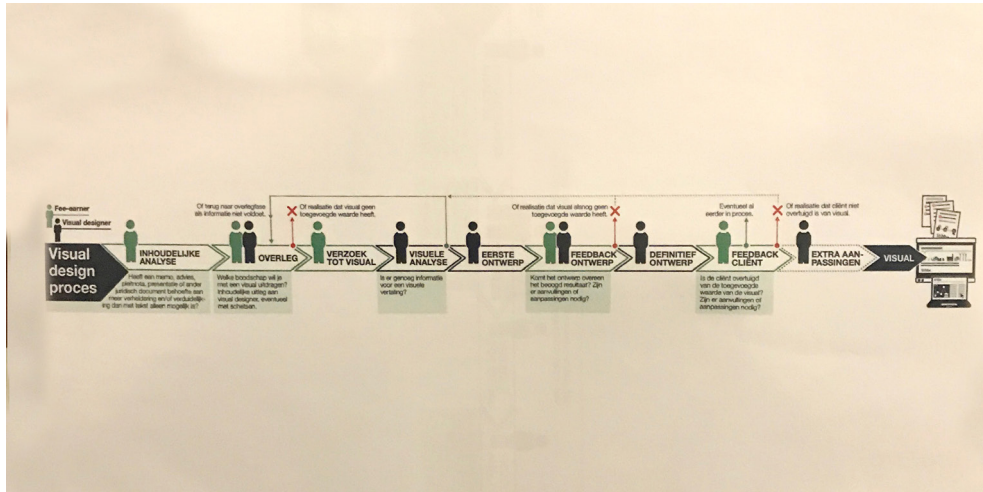 Fee-earner
Visual designer
Visual
design
proces
INHOUDELIJKE
ANALYSE
Heeft een memo, advies,
pleitnota, presentatie of ander
juridisch document behoefte aan
meer verheldering en/of verduidelijk-
ing dan met tekst alleen mogelijk is?
Of terug naar overlegfase
als informatie niet voldoet.
OVERLEG
Welke boodschap wil je
met een visual uitdragen?
Inhoudelijke uitleg aan
visual designer, eventueel
met schetsen.
Of realisatie dat visual geen
toegevoegde waarde heeft.
VERZOEK
TOT VISUAL
VISUELE
ANALYSE
Is er genoeg informatie
voor een visuele
vertaling?
EERSTE
ONTWERP
Of realisatie dat visual alsnog geen
toegevoegde waarde heeft.
FEEDBACK
ONTWERP
Komt het ontwerp overeen
het beoogd resultaat? Zijn
er aanvullingen of
aanpassingen nodig?
DEFINITIEF
ONTWERP
Eventueel al
eerder in proces.
FEEDBACK
CLIËNT
Is de cliënt overtuigd
van de toegevoegde
waarde van de visual?
Zijn er aanvullingen of
aanpassingen nodig?
Of realisatie dat cliënt niet
overtuigd is van visual.
EXTRA AAN-
PASSINGEN
VISUAL